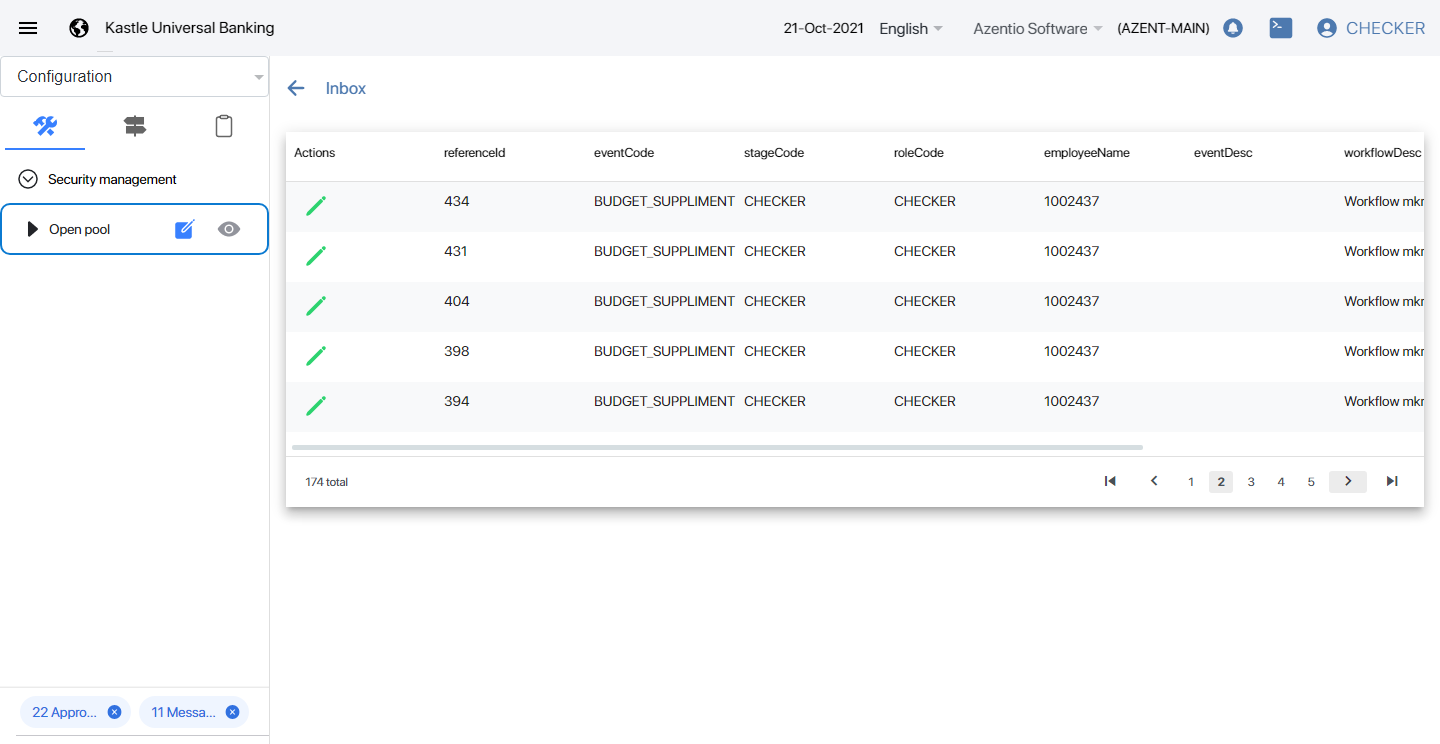 Kastle Universal Banking
21-Oct-2021 English Azentio Software (AZENT-MAIN) CHECKER
Configuration
Security management
Open pool
22 Appro...
11 Messa...
Inbox
Actions referenceId eventCode stageCode roleCode employeeName eventDesc workflowDesc
434 BUDGET_SUPPLIMENT CHECKER CHECKER 1002437 Workflow mkr
431 BUDGET_SUPPLIMENT CHECKER CHECKER 1002437 Workflow mkr
404 BUDGET_SUPPLIMENT CHECKER CHECKER 1002437 Workflow mkr
398 BUDGET_SUPPLIMENT CHECKER CHECKER 1002437 Workflow mkr
394 BUDGET_SUPPLIMENT CHECKER CHECKER 1002437 Workflow mkr
174 total 1 2 3 4 5